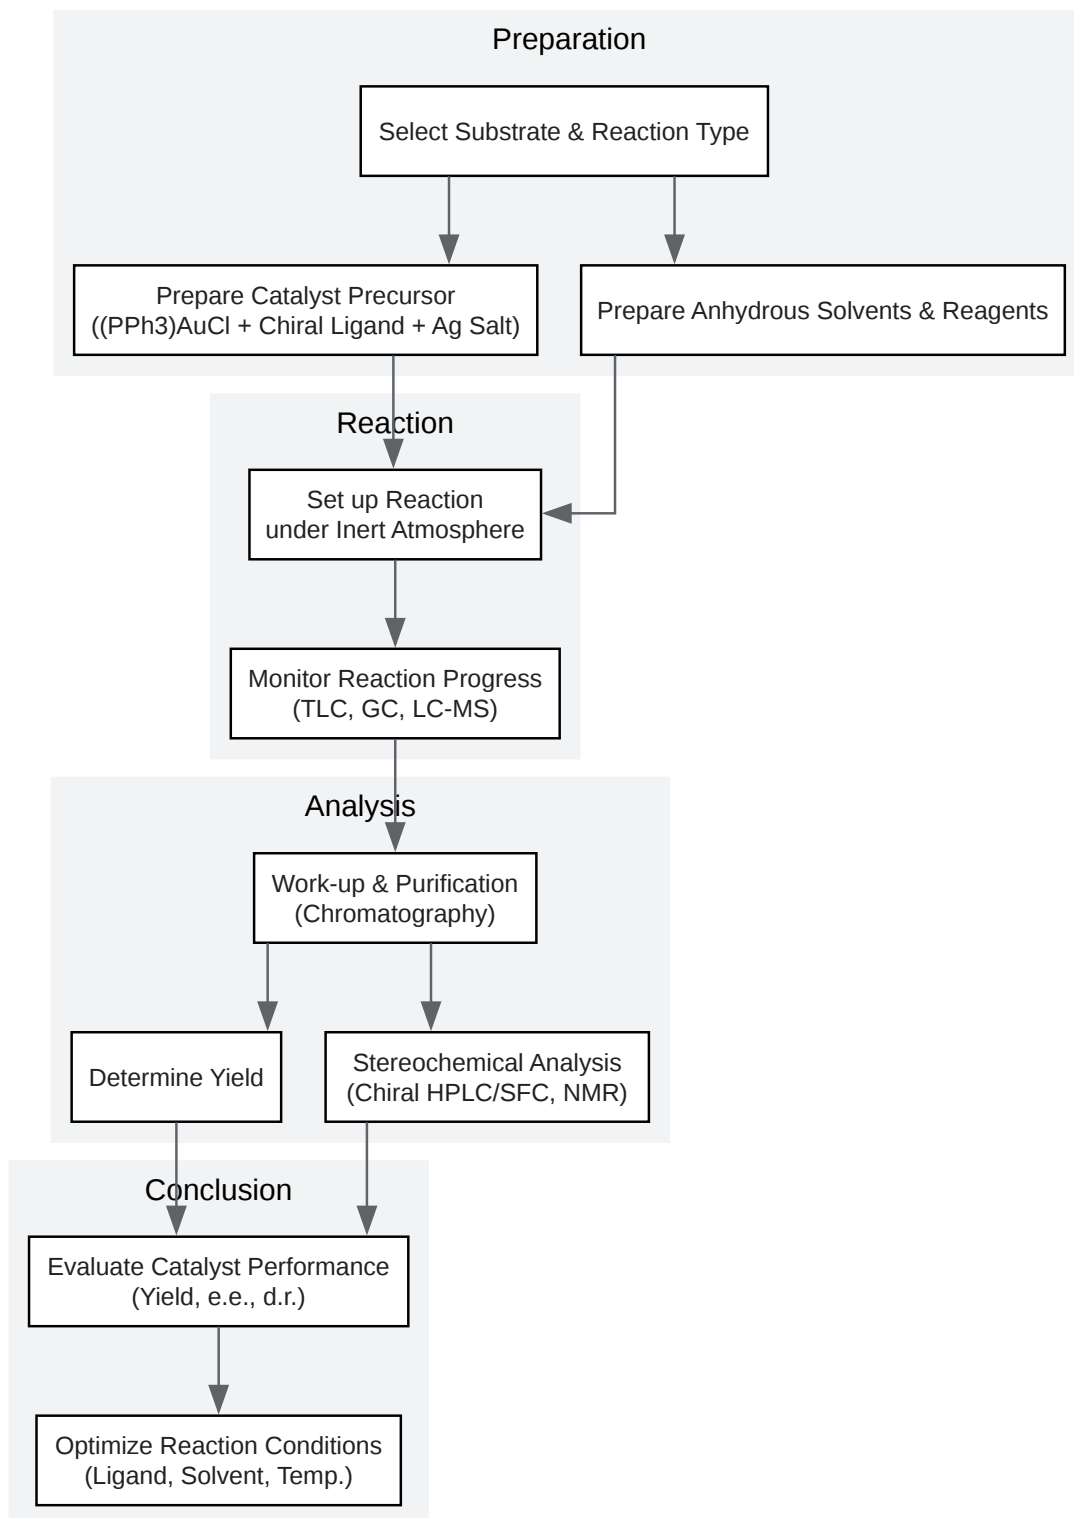 Preparation
Select Substrate & Reaction Type
Prepare Catalyst Precursor
((PPh3)AuCl + Chiral Ligand + Ag Salt)
Prepare Anhydrous Solvents & Reagents
Reaction
Set up Reaction
under Inert Atmosphere
Monitor Reaction Progress
(TLC, GC, LC-MS)
Analysis
Work-up & Purification
(Chromatography)
Determine Yield
Stereochemical Analysis
(Chiral HPLC/SFC, NMR)
Conclusion
Evaluate Catalyst Performance
(Yield, e.e., d.r.)
Optimize Reaction Conditions
(Ligand, Solvent, Temp.)